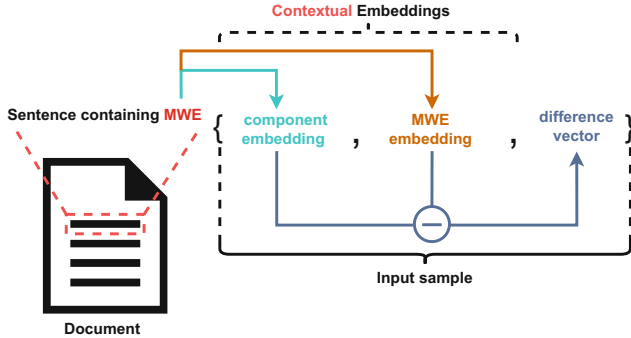 Contextual Embeddings
Sentence containing MWE
{ component embedding , MWE embedding , difference vector }
Input sample
Document